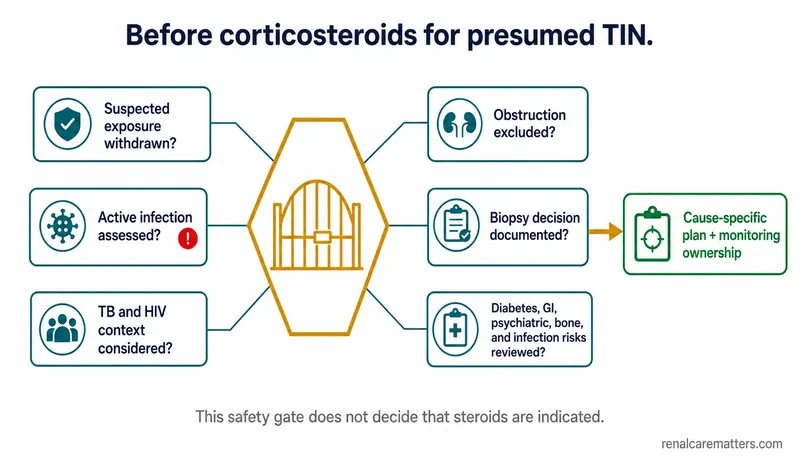 Before corticosteroids for presumed TIN.
Suspected
exposure
withdrawn?
Active infection
assessed?
!
TB and HIV
context
considered?
Obstruction
excluded?
Biopsy decision
documented?
Diabetes, GI,
psychiatric, bone,
and infection risks
reviewed?
Cause-specific
plan + monitoring
ownership
This safety gate does not decide that steroids are indicated.
renalcarematters.com